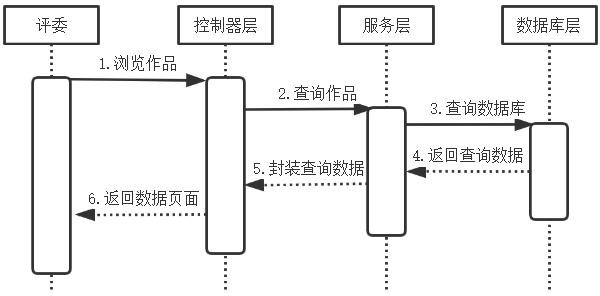 评委
控制器层
服务层
数据库层
1.浏览作品
2.查询作品
3.查询数据库
4.返回查询数据
5.封装查询数据
6.返回数据页面